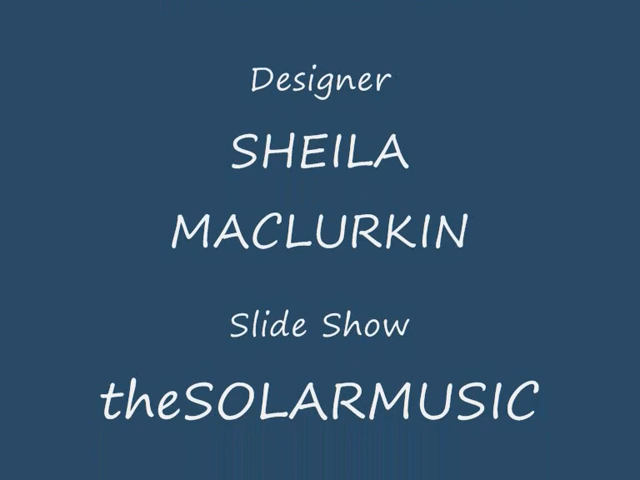 Designer
SHEILA
MACLURKIN
Slide Show
theSOLARMUSIC